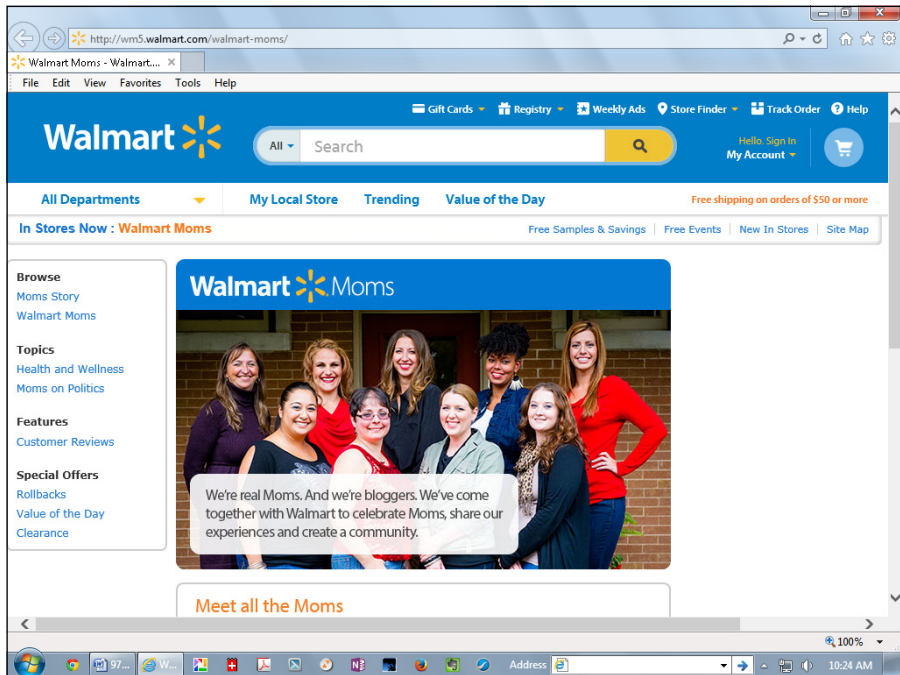 http://wm5.walmart.com/walmart-moms/
Walmart Moms - Walmart....
File Edit View Favorites Tools Help
Gift Cards Registry Weekly Ads Store Finder Track Order Help
Walmart
All Search
Hello. Sign In
My Account
All Departments My Local Store Trending Value of the Day Free shipping on orders of $50 or more
In Stores Now : Walmart Moms Free Samples & Savings Free Events New In Stores Site Map
Browse
Moms Story
Walmart Moms
Topics
Health and Wellness
Moms on Politics
Features
Customer Reviews
Special Offers
Rollbacks
Value of the Day
Clearance
Walmart Moms
We're real Moms. And we're bloggers. We've come
together with Walmart to celebrate Moms, share our
experiences and create a community.
Meet all the Moms
100%
97... W... Address 10:24 AM